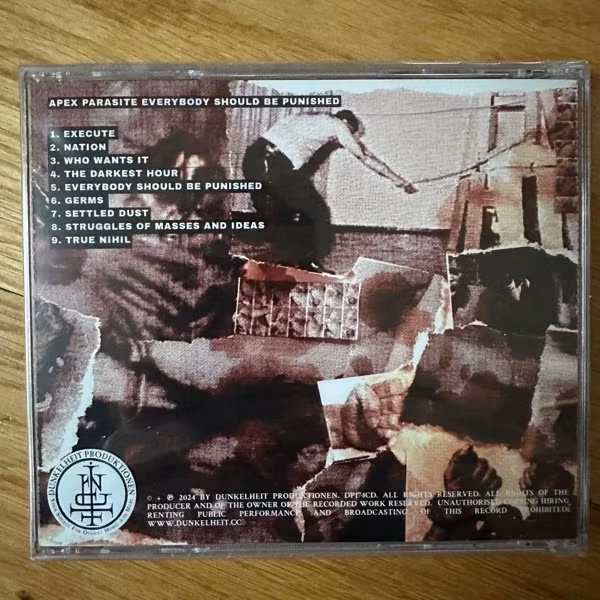 APEX PARASITE EVERYBODY SHOULD BE PUNISHED
1. EXECUTE
2. NATION
3. WHO WANTS IT
4. THE DARKEST HOUR
5. EVERYBODY SHOULD BE PUNISHED
6. GERMS
7. SETTLED DUST
8. STRUGGLES OF MASSES AND IDEAS
9. TRUE NIHIL
DUNKELHEIT PRODUKTIONEN
© + ℗ 2024 BY DUNKELHEIT PRODUKTIONEN. ALL RIGHTS RESERVED. ALL RIGHTS OF THE
PRODUCER AND OF THE OWNER OF THE RECORDED WORK RESERVED. UNAUTHORISED COPYING HIRING
RENTING PUBLIC PERFORMANCE AND BROADCASTING OF THIS RECORD PROHIBITED.
WWW.DUNKELHEIT.CC